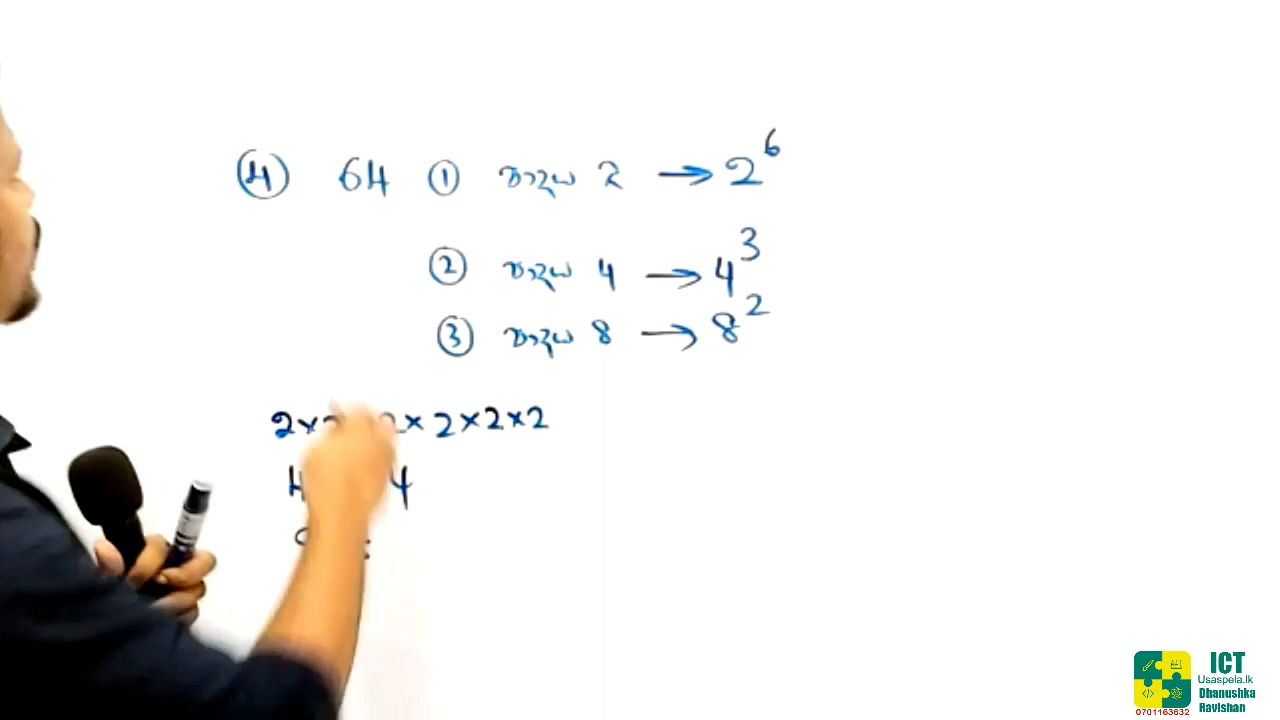 ④ 64 ① පාදය 2 → 2⁶
② පාදය 4 → 4³
③ පාදය 8 → 8²
2 × 2 × 2 × 2 × 2 × 2
4 4
ICT
Usaspela.lk
Dhanushka
Ravishan
0701163632